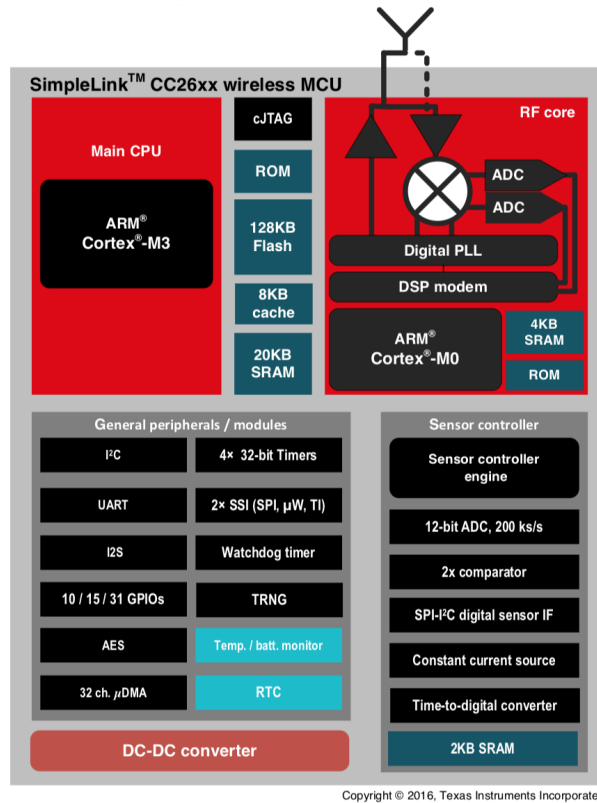 SimpleLink™ CC26xx wireless MCU
Main CPU
ARM®
Cortex®-M3
cJTAG
ROM
128KB
Flash
8KB
cache
20KB
SRAM
RF core
ADC
ADC
Digital PLL
DSP modem
ARM®
Cortex®-M0
4KB
SRAM
ROM
General peripherals / modules
I²C
4× 32-bit Timers
UART
2× SSI (SPI, µW, TI)
I2S
Watchdog timer
10 / 15 / 31 GPIOs
TRNG
AES
Temp. / batt. monitor
32 ch. µDMA
RTC
DC-DC converter
Sensor controller
Sensor controller
engine
12-bit ADC, 200 ks/s
2x comparator
SPI-I²C digital sensor IF
Constant current source
Time-to-digital converter
2KB SRAM
Copyright © 2016, Texas Instruments Incorporate